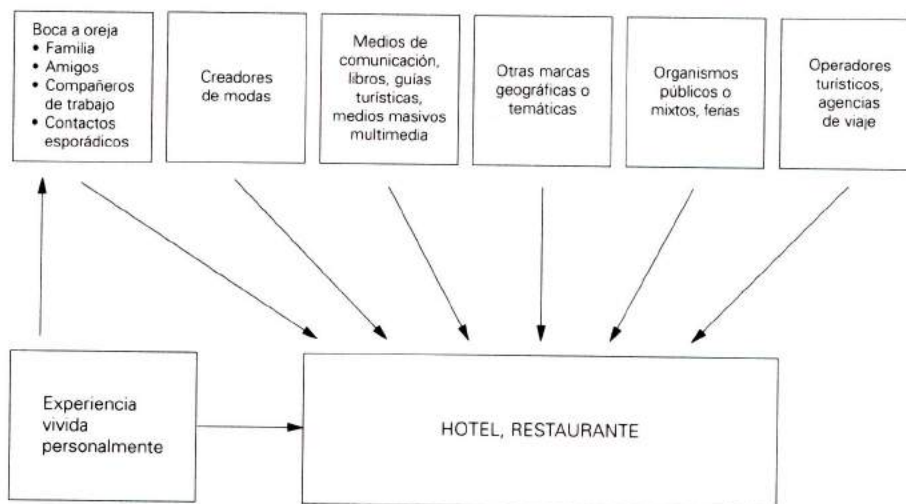 Boca a oreja
• Familia
• Amigos
• Compañeros
de trabajo
• Contactos
esporádicos
Creadores
de modas
Medios de
comunicación,
libros, guías
turísticas,
medios masivos
multimedia
Otras marcas
geográficas o
temáticas
Organismos
públicos o
mixtos, ferias
Operadores
turísticos,
agencias
de viaje
Experiencia
vivida
personalmente
HOTEL, RESTAURANTE